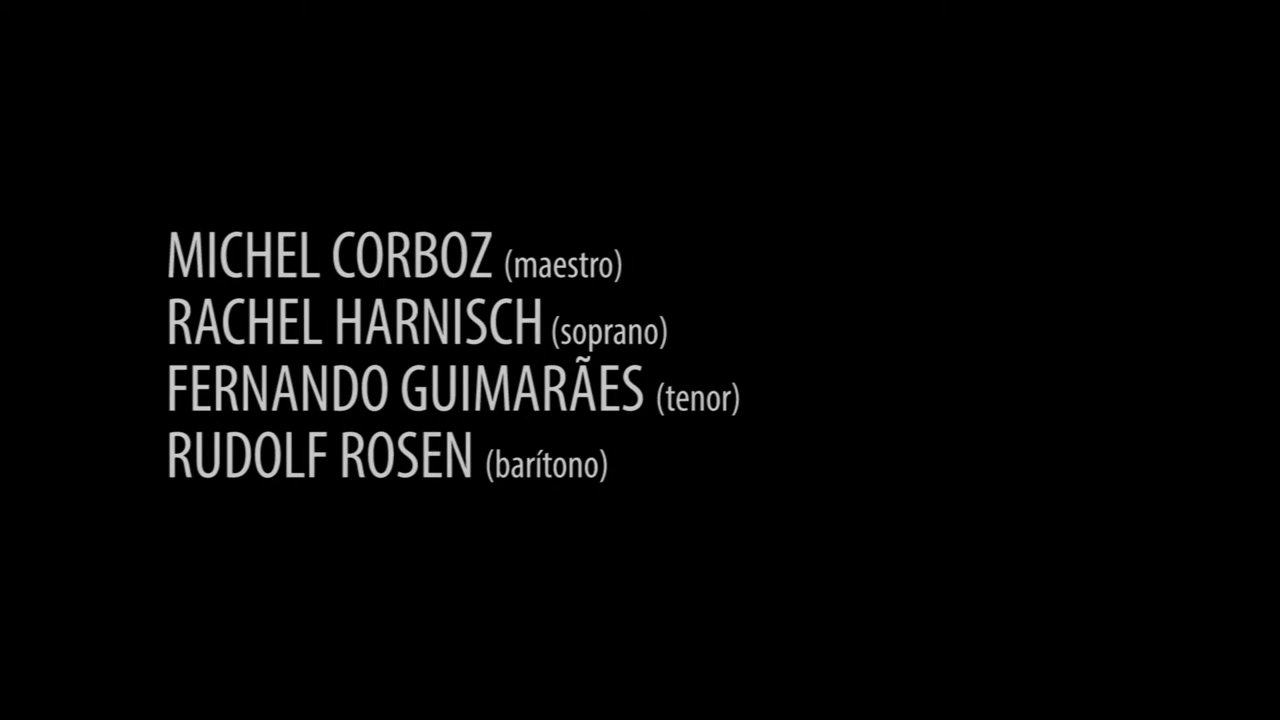 MICHEL CORBOZ (maestro)
RACHEL HARNISCH (soprano)
FERNANDO GUIMARÃES (tenor)
RUDOLF ROSEN (barítono)